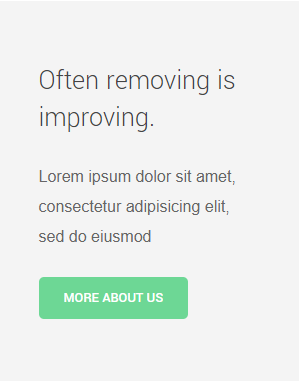 Often removing is
improving.
Lorem ipsum dolor sit amet,
consectetur adipisicing elit,
sed do eiusmod
MORE ABOUT US